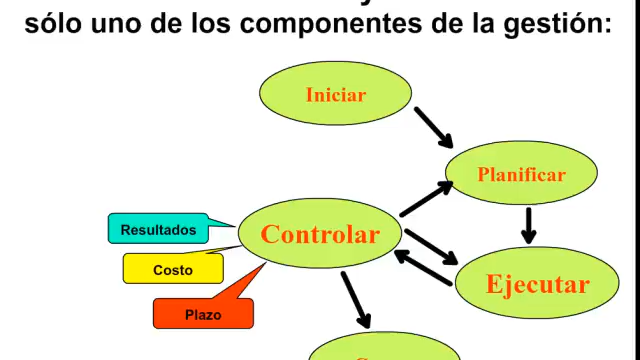 sólo uno de los componentes de la gestión:
Iniciar
Planificar
Resultados
Controlar
Costo
Ejecutar
Plazo